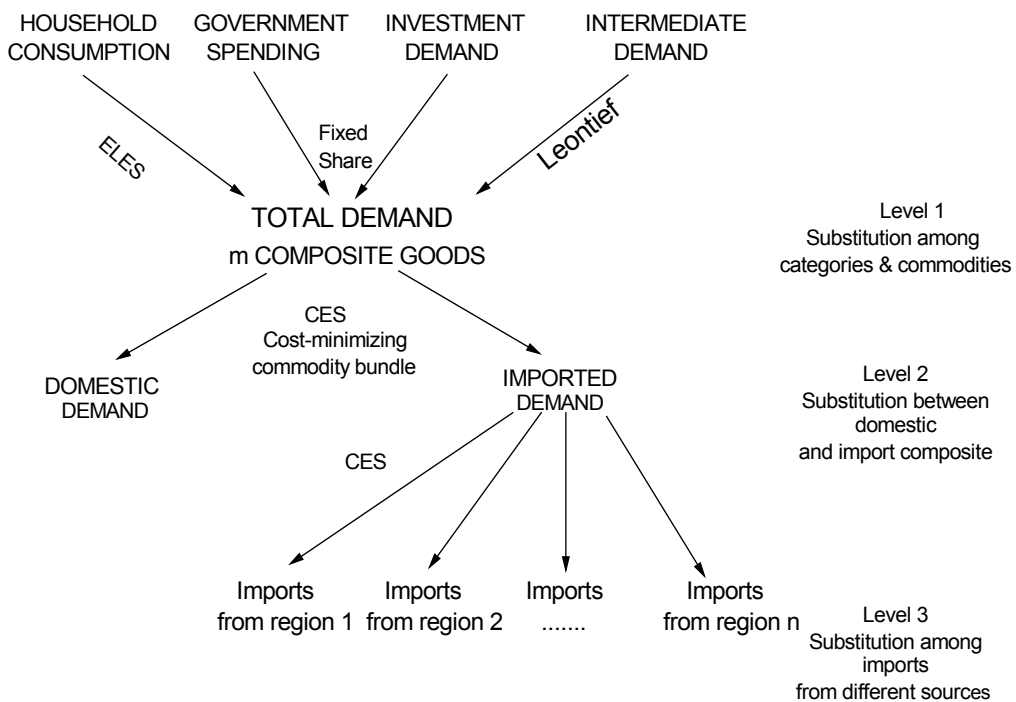 HOUSEHOLD
CONSUMPTION
GOVERNMENT
SPENDING
INVESTMENT
DEMAND
INTERMEDIATE
DEMAND
ELES
Fixed
Share
Leontief
TOTAL DEMAND
m COMPOSITE GOODS
Level 1
Substitution among
categories & commodities
CES
Cost-minimizing
commodity bundle
DOMESTIC
DEMAND
IMPORTED
DEMAND
Level 2
Substitution between
domestic
and import composite
CES
Imports
from region 1
Imports
from region 2
Imports
.......
Imports
from region n
Level 3
Substitution among
imports
from different sources